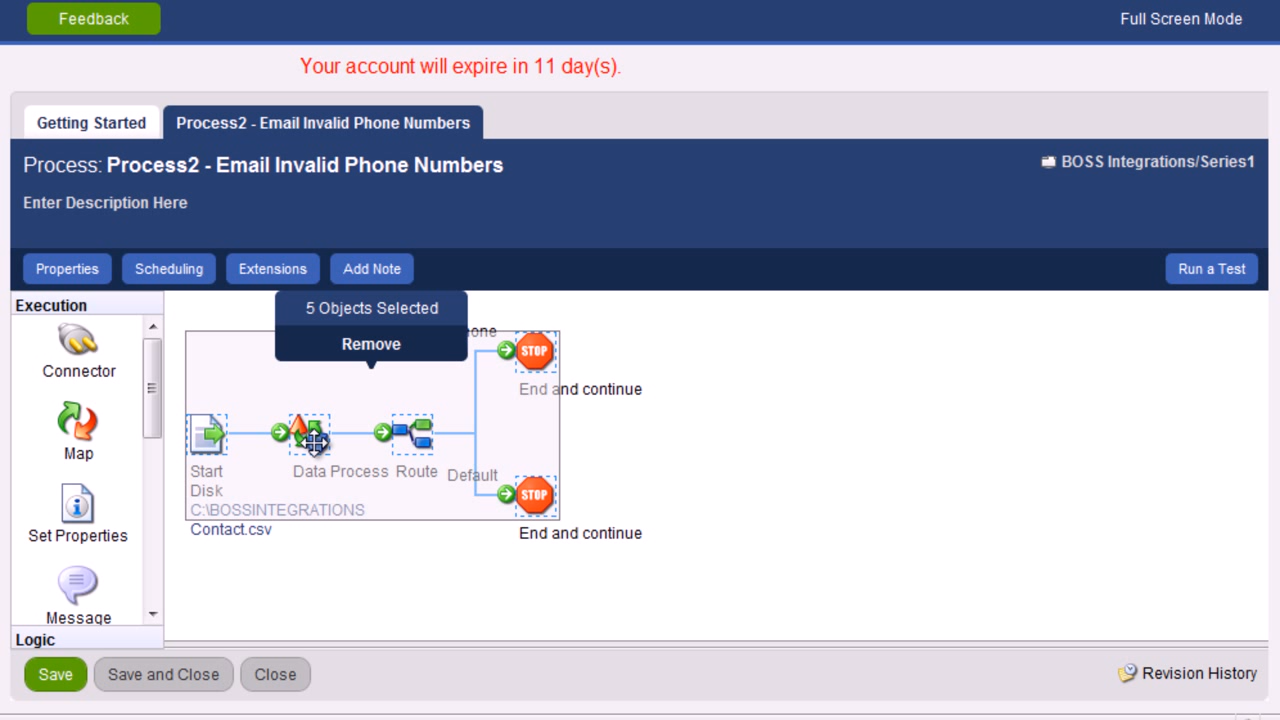 Feedback
Full Screen Mode
Your account will expire in 11 day(s).
Getting Started
Process2 - Email Invalid Phone Numbers
Process: Process2 - Email Invalid Phone Numbers
BOSS Integrations/Series1
Enter Description Here
Properties
Scheduling
Extensions
Add Note
Run a Test
Execution
Connector
Map
Set Properties
Message
Logic
5 Objects Selected
Remove
STOP
End and continue
Start
Disk
C:\BOSSINTEGRATIONS
Contact.csv
Data Process
Route
Default
STOP
End and continue
Save
Save and Close
Close
Revision History